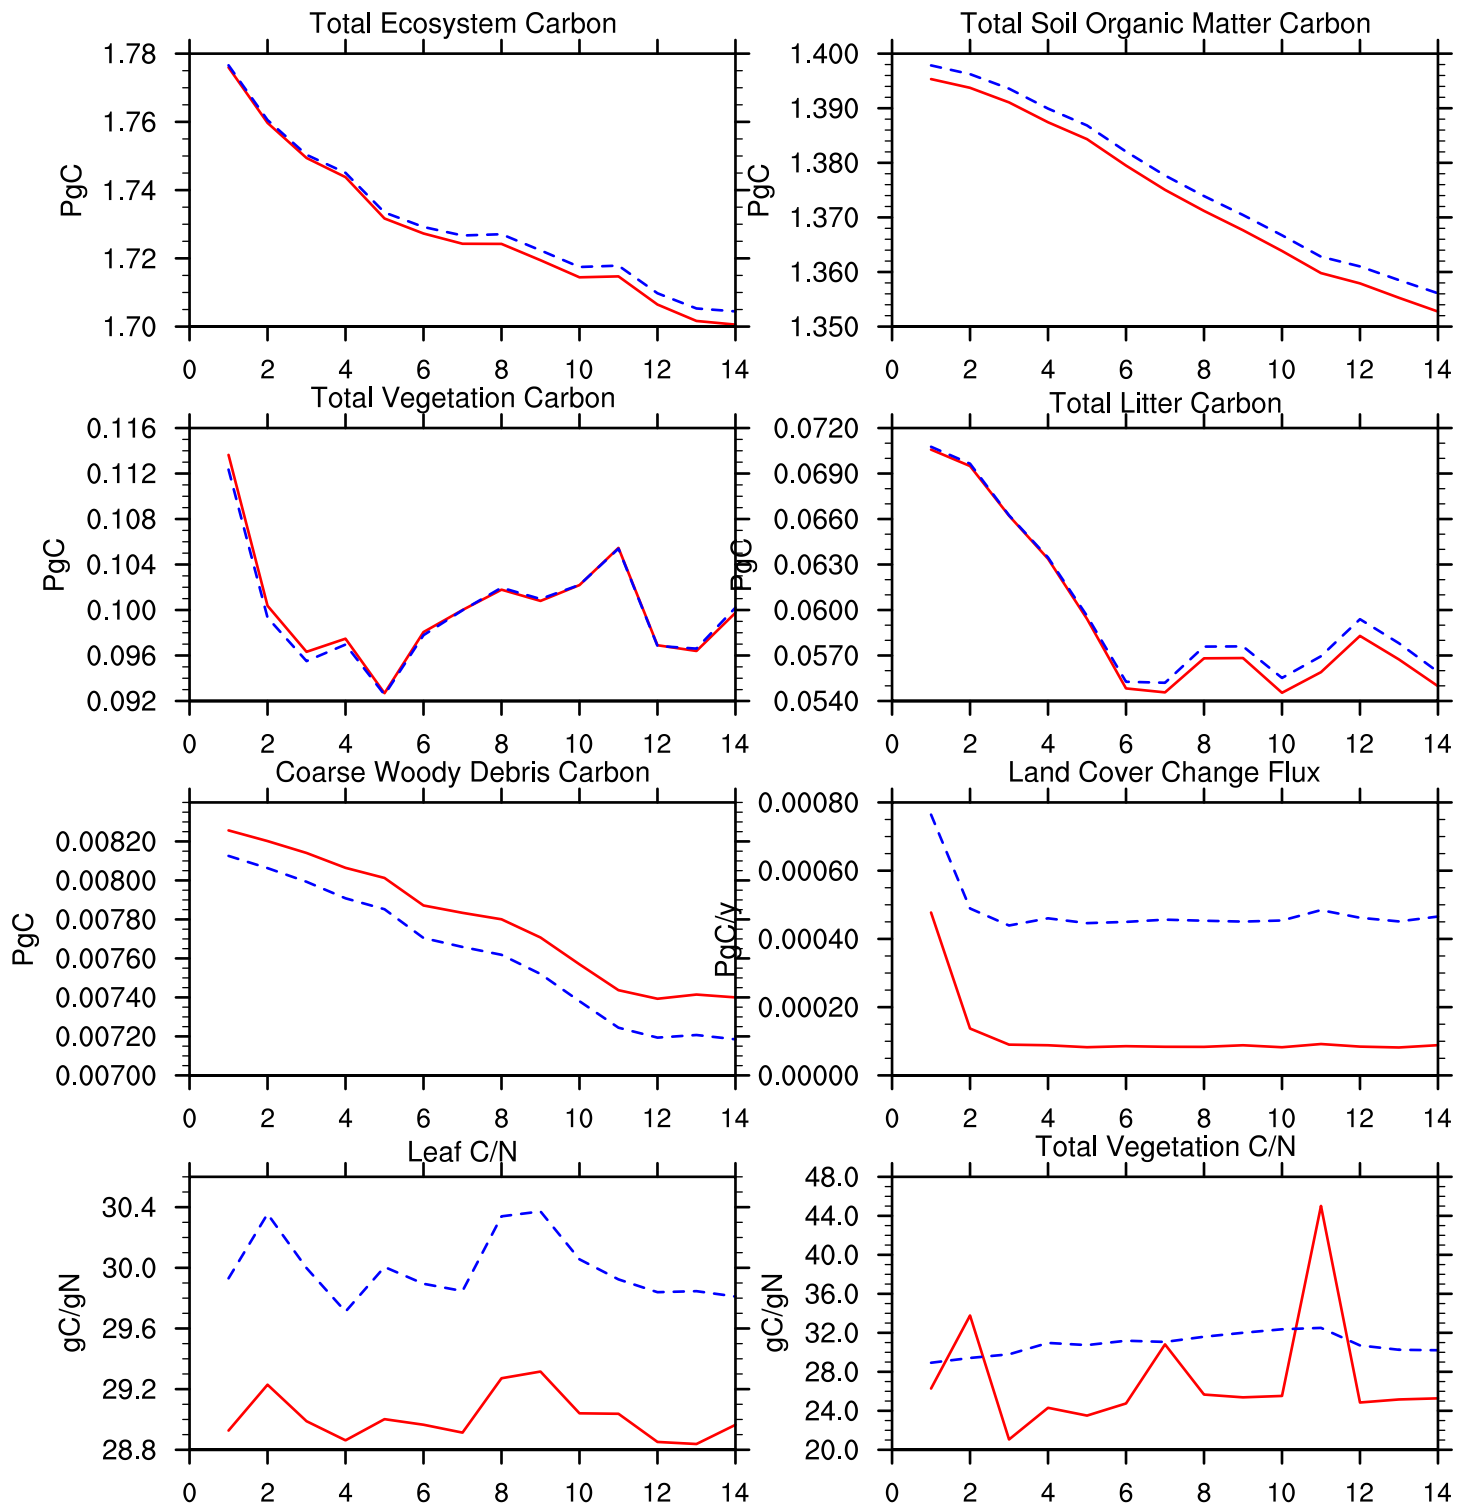 Total Ecosystem Carbon
PgC
1.78
1.76
1.74
1.72
1.70
0 2 4 6 8 10 12 14
Total Soil Organic Matter Carbon
PgC
1.400
1.390
1.380
1.370
1.360
1.350
0 2 4 6 8 10 12 14
Total Vegetation Carbon
PgC
0.116
0.112
0.108
0.104
0.100
0.096
0.092
0 2 4 6 8 10 12 14
Total Litter Carbon
PgC
0.0720
0.0690
0.0660
0.0630
0.0600
0.0570
0.0540
0 2 4 6 8 10 12 14
Coarse Woody Debris Carbon
PgC
0.00820
0.00800
0.00780
0.00760
0.00740
0.00720
0.00700
0 2 4 6 8 10 12 14
Land Cover Change Flux
PgC/y
0.00080
0.00060
0.00040
0.00020
0.00000
0 2 4 6 8 10 12 14
Leaf C/N
gC/gN
30.4
30.0
29.6
29.2
28.8
0 2 4 6 8 10 12 14
Total Vegetation C/N
gC/gN
48.0
44.0
40.0
36.0
32.0
28.0
24.0
20.0
0 2 4 6 8 10 12 14